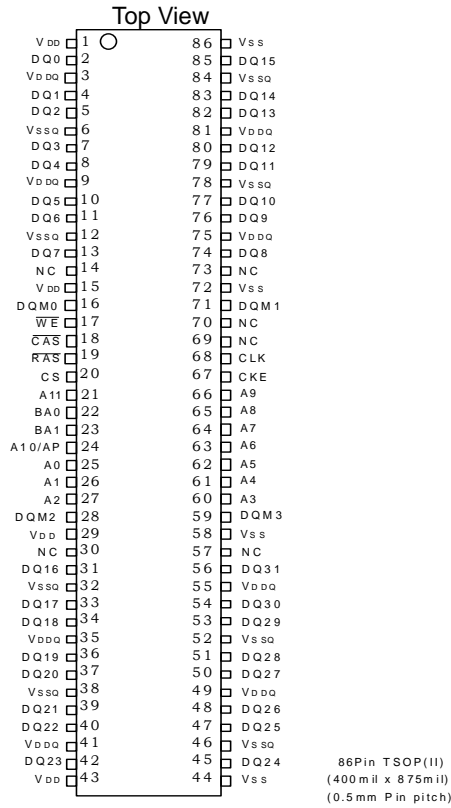 Top View
VDD 1 86 VSS
DQ0 2 85 DQ15
VDDQ 3 84 VSSQ
DQ1 4 83 DQ14
DQ2 5 82 DQ13
VSSQ 6 81 VDDQ
DQ3 7 80 DQ12
DQ4 8 79 DQ11
VDDQ 9 78 VSSQ
DQ5 10 77 DQ10
DQ6 11 76 DQ9
VSSQ 12 75 VDDQ
DQ7 13 74 DQ8
NC 14 73 NC
VDD 15 72 VSS
DQM0 16 71 DQM1
WE 17 70 NC
CAS 18 69 NC
RAS 19 68 CLK
CS 20 67 CKE
A11 21 66 A9
BA0 22 65 A8
BA1 23 64 A7
A10/AP 24 63 A6
A0 25 62 A5
A1 26 61 A4
A2 27 60 A3
DQM2 28 59 DQM3
VDD 29 58 VSS
NC 30 57 NC
DQ16 31 56 DQ31
VSSQ 32 55 VDDQ
DQ17 33 54 DQ30
DQ18 34 53 DQ29
VDDQ 35 52 VSSQ
DQ19 36 51 DQ28
DQ20 37 50 DQ27
VSSQ 38 49 VDDQ
DQ21 39 48 DQ26
DQ22 40 47 DQ25
VDDQ 41 46 VSSQ
DQ23 42 45 DQ24
VDD 43 44 VSS
86Pin TSOP(II)
(400mil x 875mil)
(0.5mm Pin pitch)